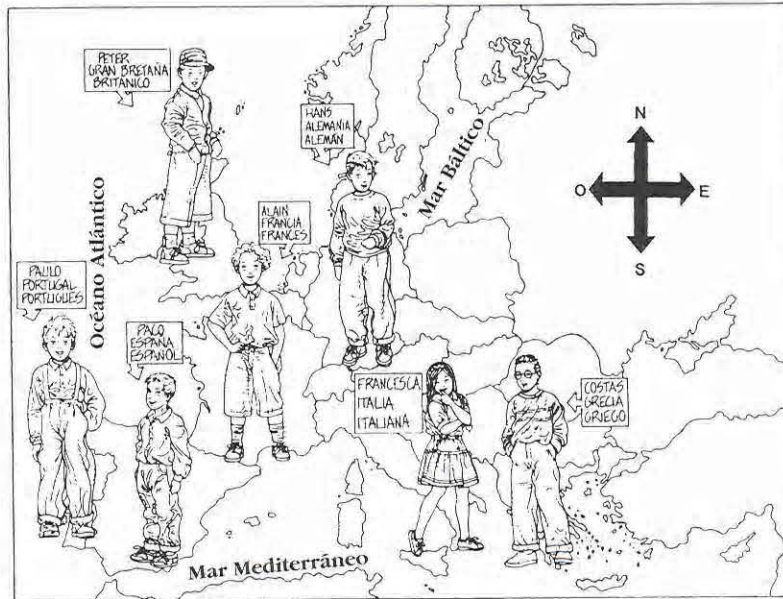 PETER
GRAN BRETAÑA
BRITÁNICO
HANS
ALEMANIA
ALEMÁN
Mar Báltico
N
O
E
S
Océano Atlántico
ALAIN
FRANCIA
FRANCES
PAULO
PORTUGAL
PORTUGUÉS
PACO
ESPAÑA
ESPAÑOL
FRANCESCA
ITALIA
ITALIANA
COSTAS
GRECIA
GRIEGO
Mar Mediterráneo